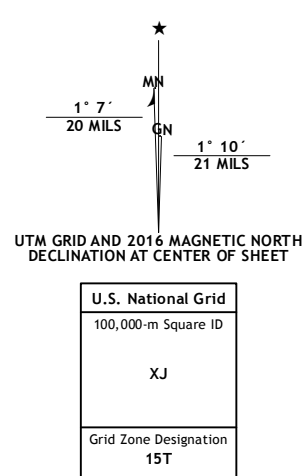 MN
1° 7´
20 MILS
GN
1° 10´
21 MILS
UTM GRID AND 2016 MAGNETIC NORTH
DECLINATION AT CENTER OF SHEET
U.S. National Grid
100,000-m Square ID
XJ
Grid Zone Designation
15T